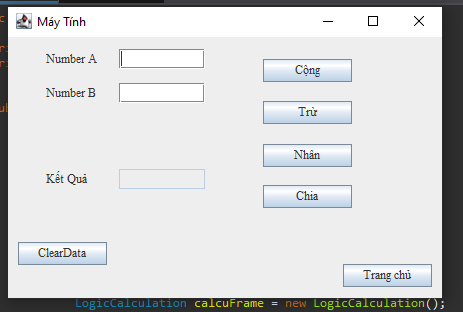 Máy Tính
Number A
Cộng
Number B
Trừ
Nhân
Kết Quả
Chia
ClearData
Trang chủ
LogicCalculation calcuFrame = new LogicCalculation();